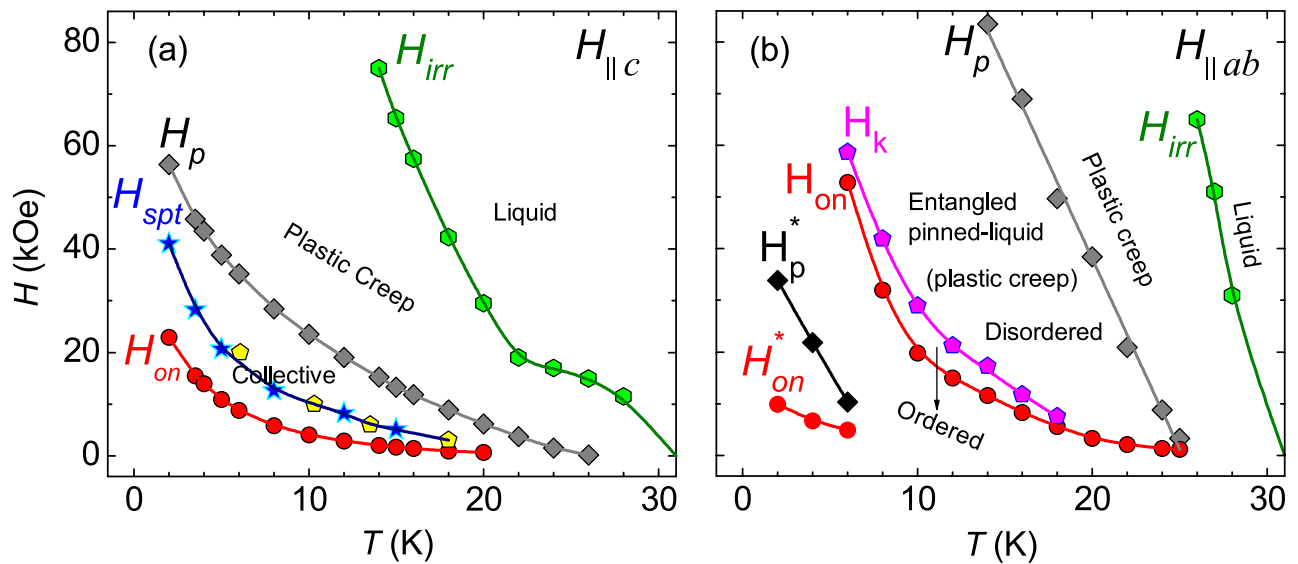 (a)
H∥c
H_irr
H_p
H_spt
H_on
Liquid
Plastic Creep
Collective
H (kOe)
80
60
40
20
0
0
10
20
30
T (K)
(b)
H∥ab
H_p
H_irr
H_k
H_on
H_p^*
H_on^*
Entangled
pinned-liquid
(plastic creep)
Disordered
Ordered
Plastic creep
Liquid
0
10
20
30
T (K)